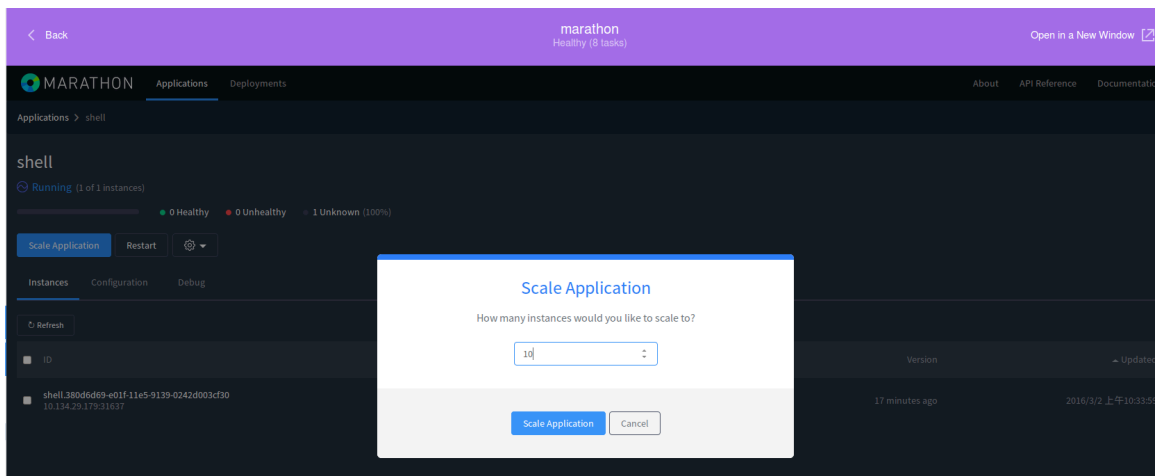 Back
marathon
Healthy (8 tasks)
Open in a New Window
MARATHON Applications Deployments About API Reference
Applications > shell
shell
Running (1 of 1 instances)
0 Healthy 0 Unhealthy 1 Unknown (100%)
Scale Application Restart
Instances Configuration Debug
Refresh
ID Version Updated
shell.380d6d69-e01f-11e5-9139-0242d003cf30
10.134.29.179:31637
17 minutes ago 2016/3/2 上午10:33:59
Scale Application
How many instances would you like to scale to?
10
Scale Application Cancel